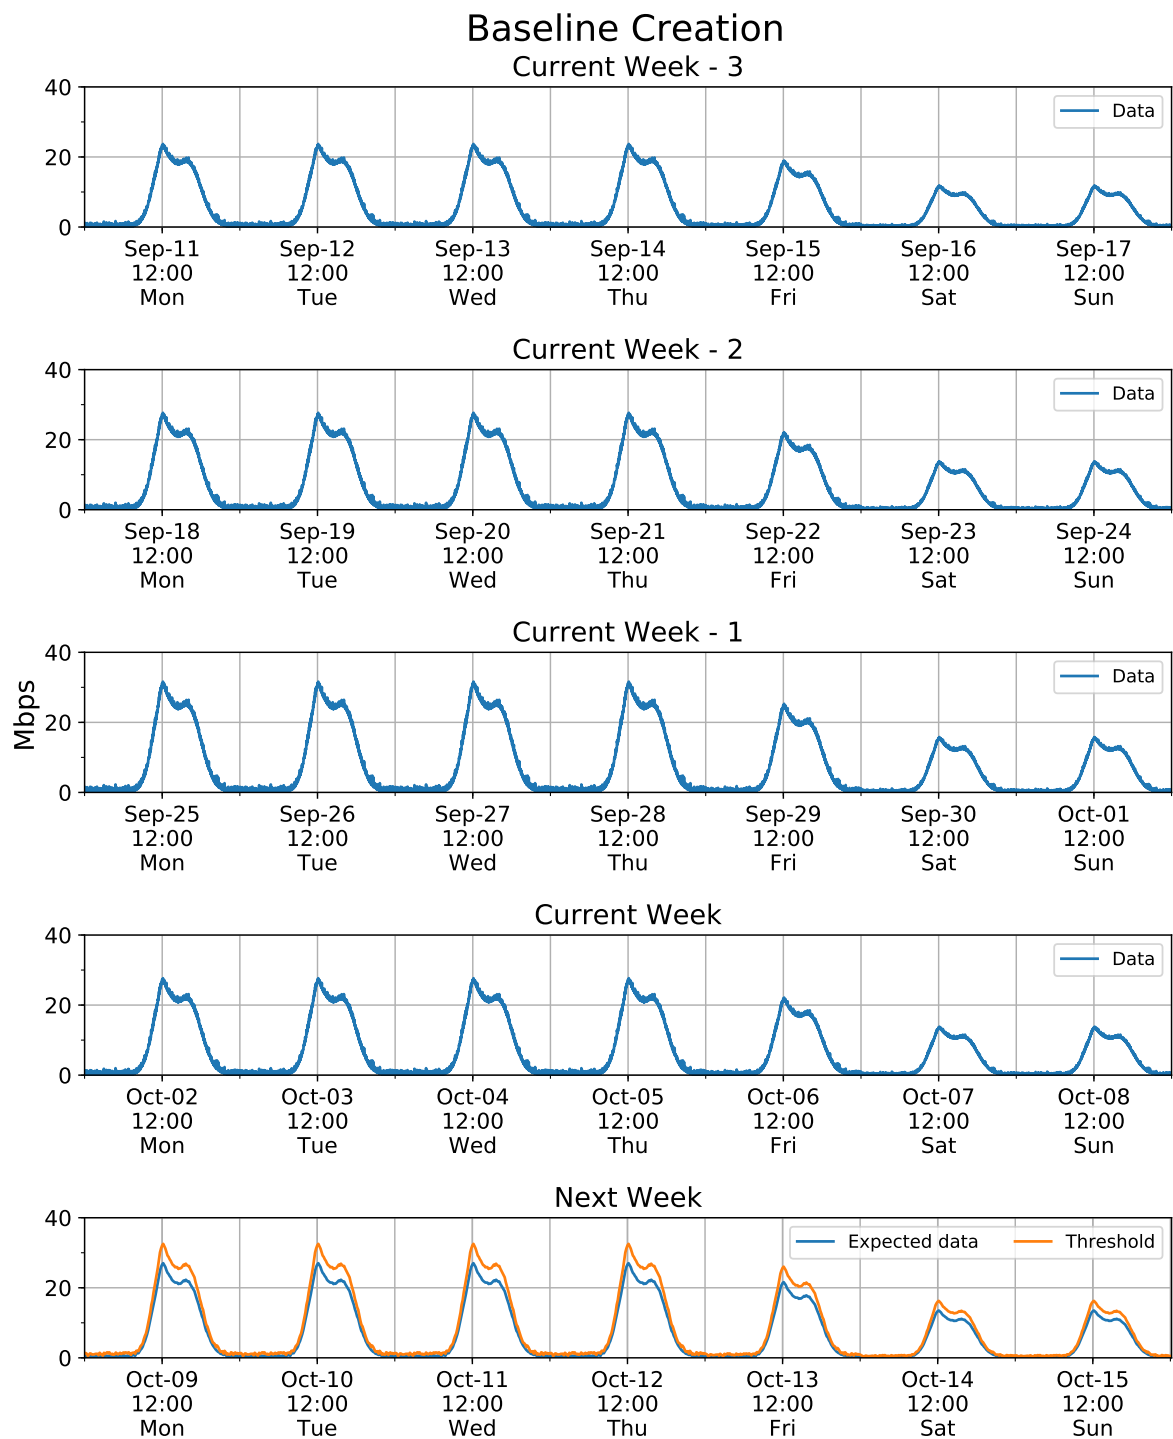 Baseline Creation
Current Week - 3
40
20
0
Data
Sep-11 Sep-12 Sep-13 Sep-14 Sep-15 Sep-16 Sep-17
12:00 12:00 12:00 12:00 12:00 12:00 12:00
Mon Tue Wed Thu Fri Sat Sun
Current Week - 2
40
20
0
Data
Sep-18 Sep-19 Sep-20 Sep-21 Sep-22 Sep-23 Sep-24
12:00 12:00 12:00 12:00 12:00 12:00 12:00
Mon Tue Wed Thu Fri Sat Sun
Current Week - 1
Mbps
40
20
0
Data
Sep-25 Sep-26 Sep-27 Sep-28 Sep-29 Sep-30 Oct-01
12:00 12:00 12:00 12:00 12:00 12:00 12:00
Mon Tue Wed Thu Fri Sat Sun
Current Week
40
20
0
Data
Oct-02 Oct-03 Oct-04 Oct-05 Oct-06 Oct-07 Oct-08
12:00 12:00 12:00 12:00 12:00 12:00 12:00
Mon Tue Wed Thu Fri Sat Sun
Next Week
40
20
0
Expected data Threshold
Oct-09 Oct-10 Oct-11 Oct-12 Oct-13 Oct-14 Oct-15
12:00 12:00 12:00 12:00 12:00 12:00 12:00
Mon Tue Wed Thu Fri Sat Sun